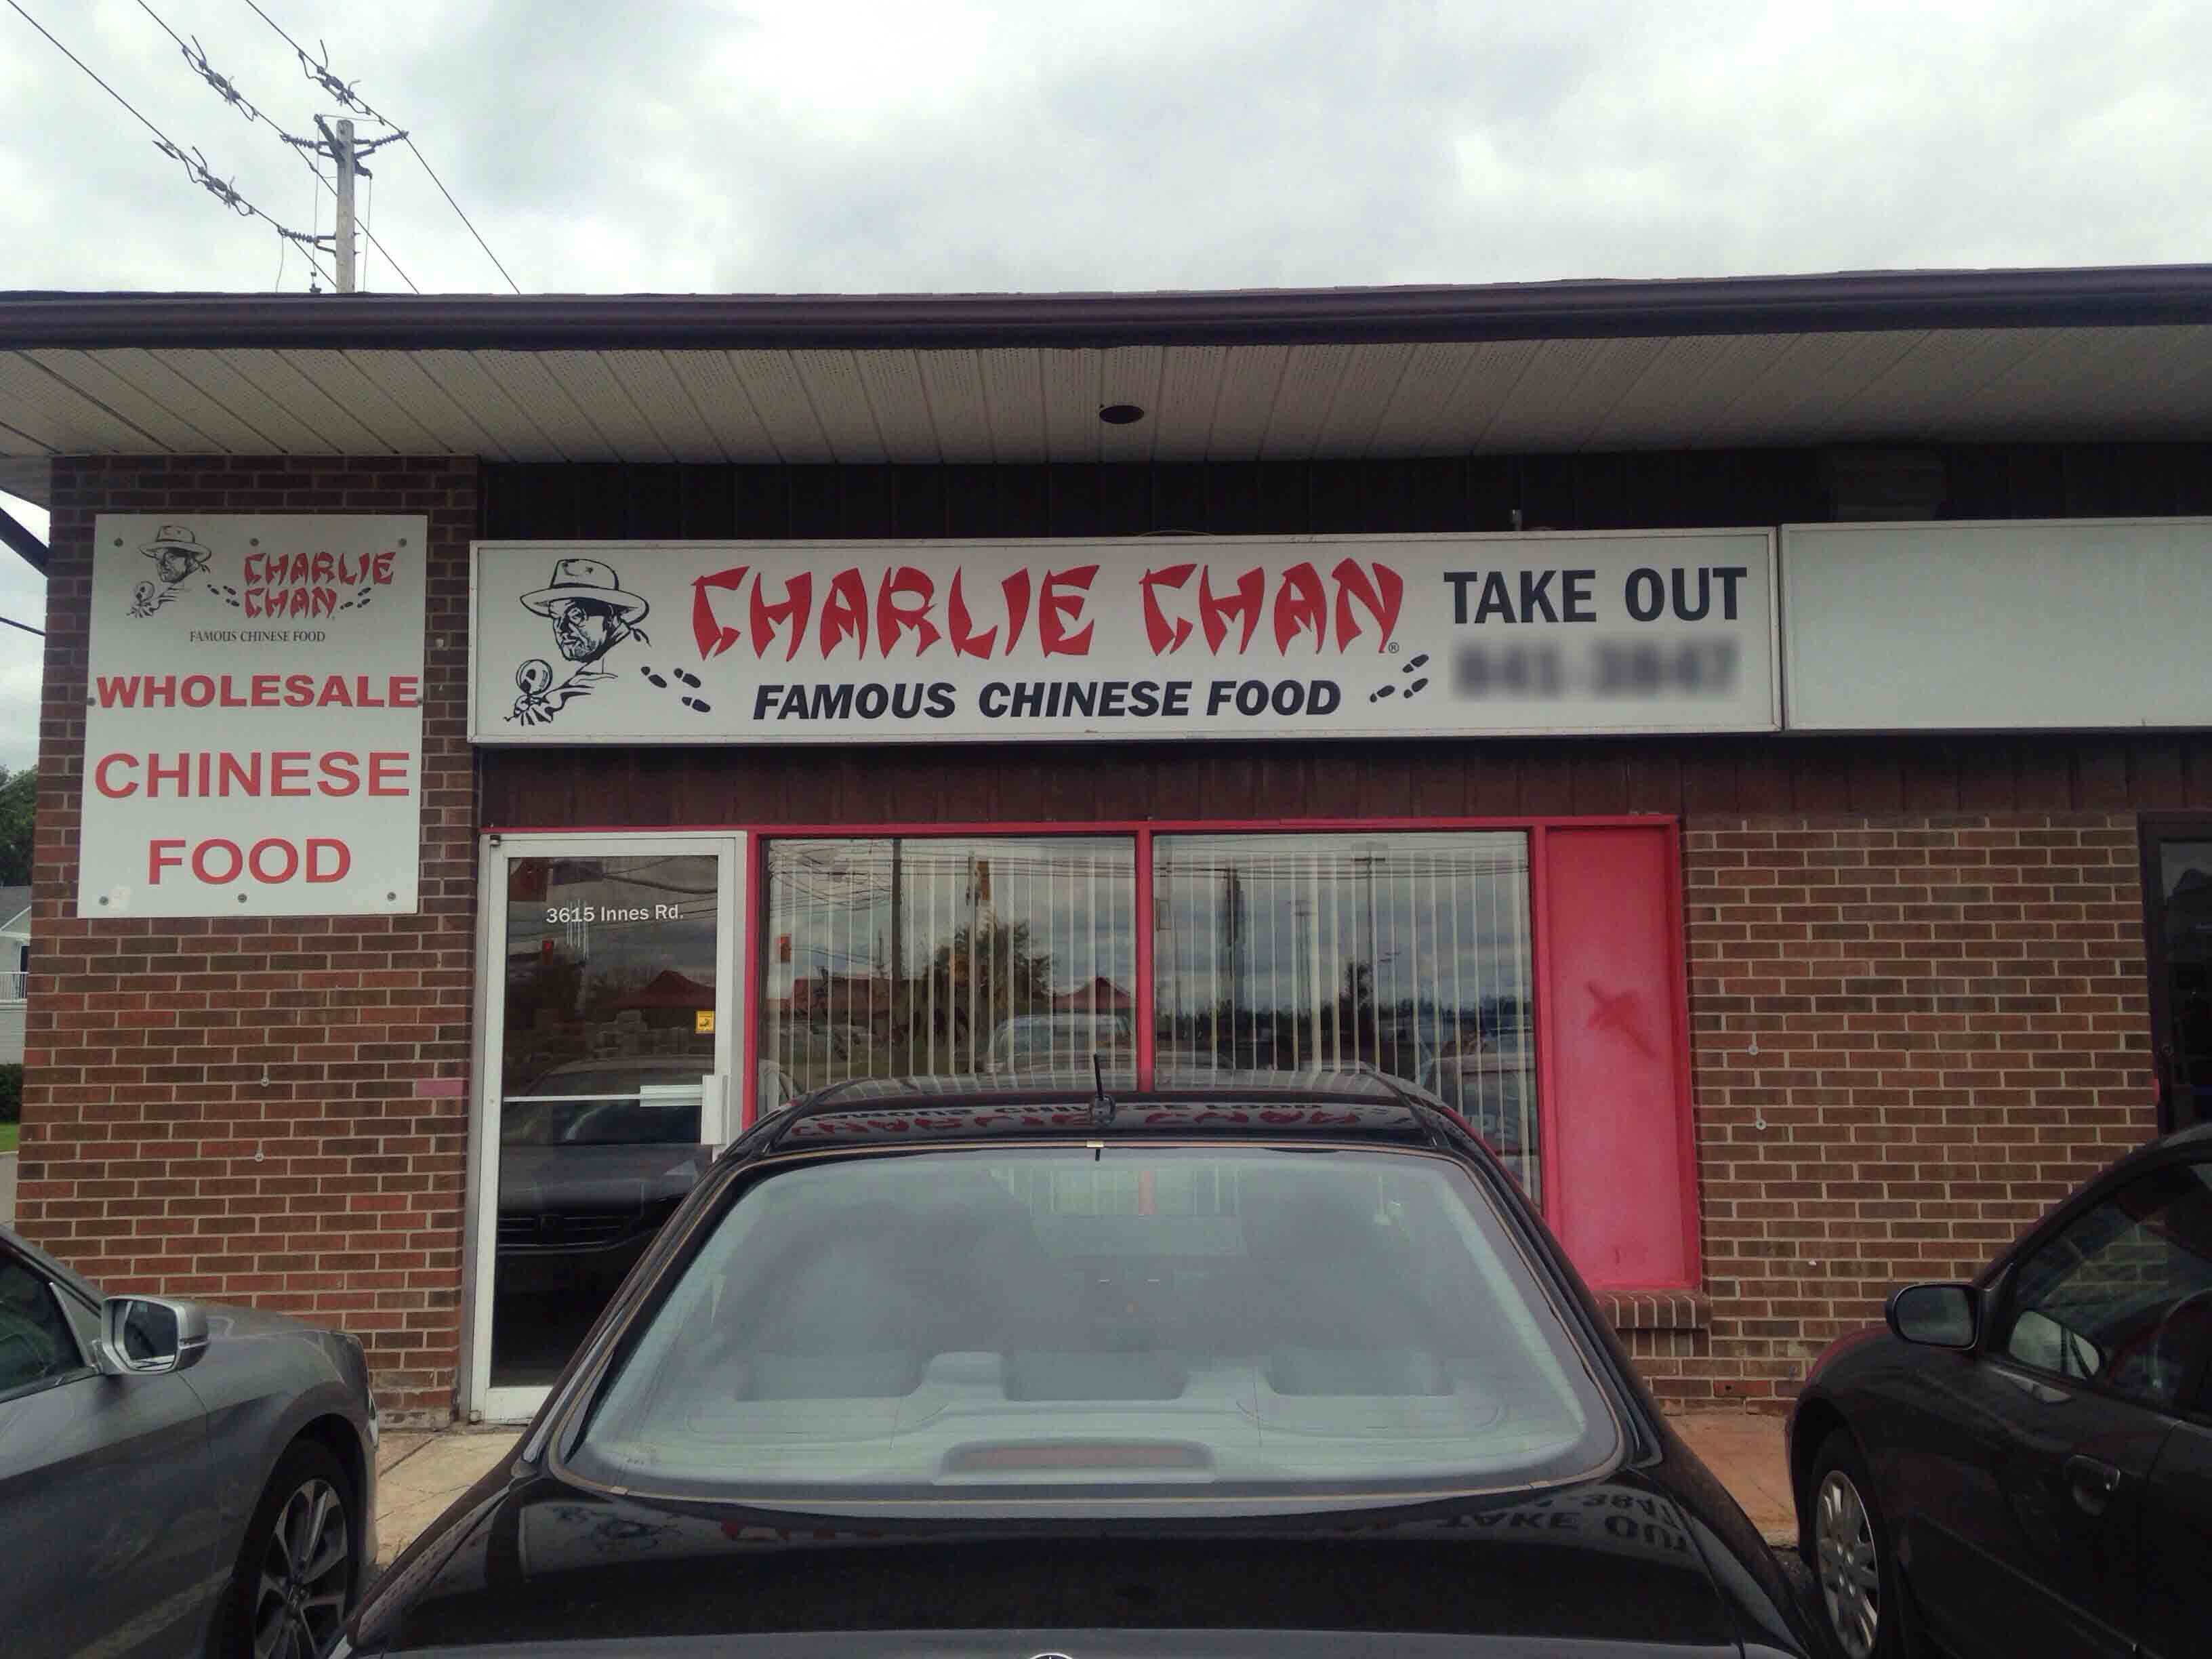 CHARLIE
CHAN
FAMOUS CHINESE FOOD
WHOLESALE
CHINESE
FOOD
CHARLIE CHAN®
FAMOUS CHINESE FOOD
TAKE OUT
3615 Innes Rd.